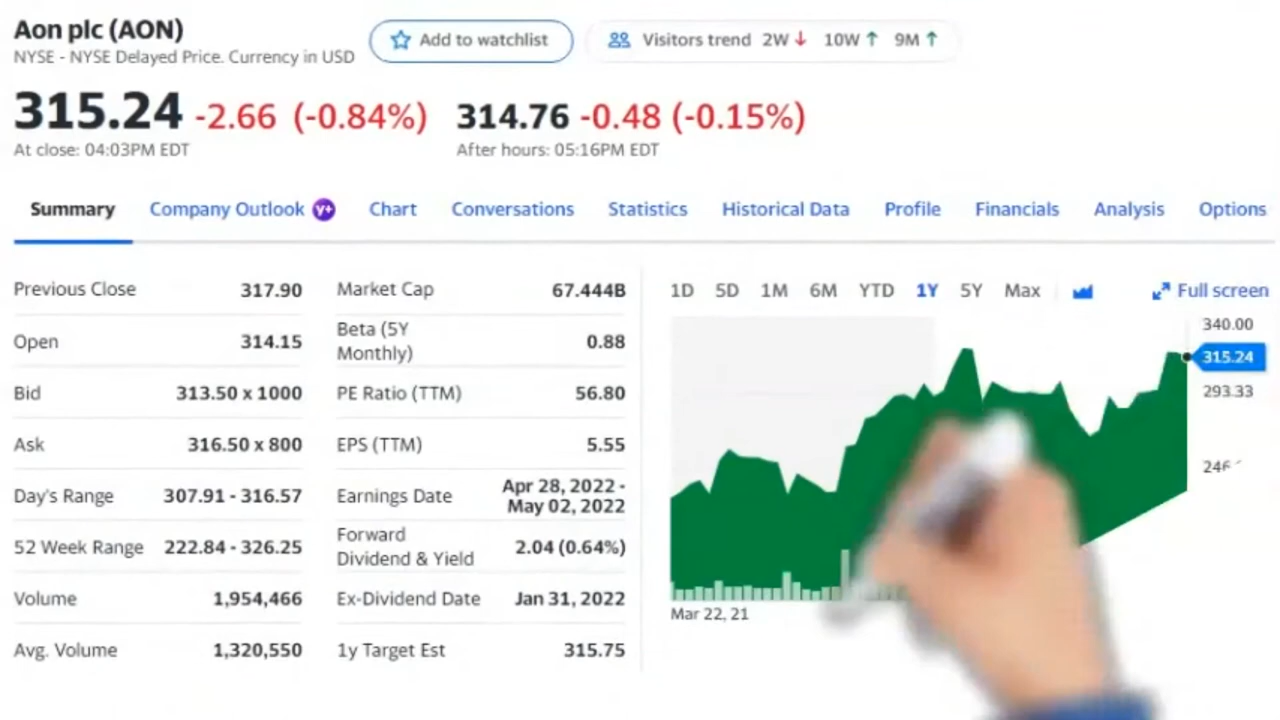 Aon plc (AON)
NYSE - NYSE Delayed Price. Currency in USD
Add to watchlist
Visitors trend 2W↓ 10W↑ 9M↑
315.24 -2.66 (-0.84%)
At close: 04:03PM EDT
314.76 -0.48 (-0.15%)
After hours: 05:16PM EDT
Summary Company Outlook y+ Chart Conversations Statistics Historical Data Profile Financials Analysis Options
Previous Close 317.90
Open 314.15
Bid 313.50 x 1000
Ask 316.50 x 800
Day's Range 307.91 - 316.57
52 Week Range 222.84 - 326.25
Volume 1,954,466
Avg. Volume 1,320,550
Market Cap 67.444B
Beta (5Y
Monthly) 0.88
PE Ratio (TTM) 56.80
EPS (TTM) 5.55
Earnings Date Apr 28, 2022 -
May 02, 2022
Forward
Dividend & Yield 2.04 (0.64%)
Ex-Dividend Date Jan 31, 2022
1y Target Est 315.75
1D 5D 1M 6M YTD 1Y 5Y Max Full screen
340.00
315.24
293.33
Mar 22, 21